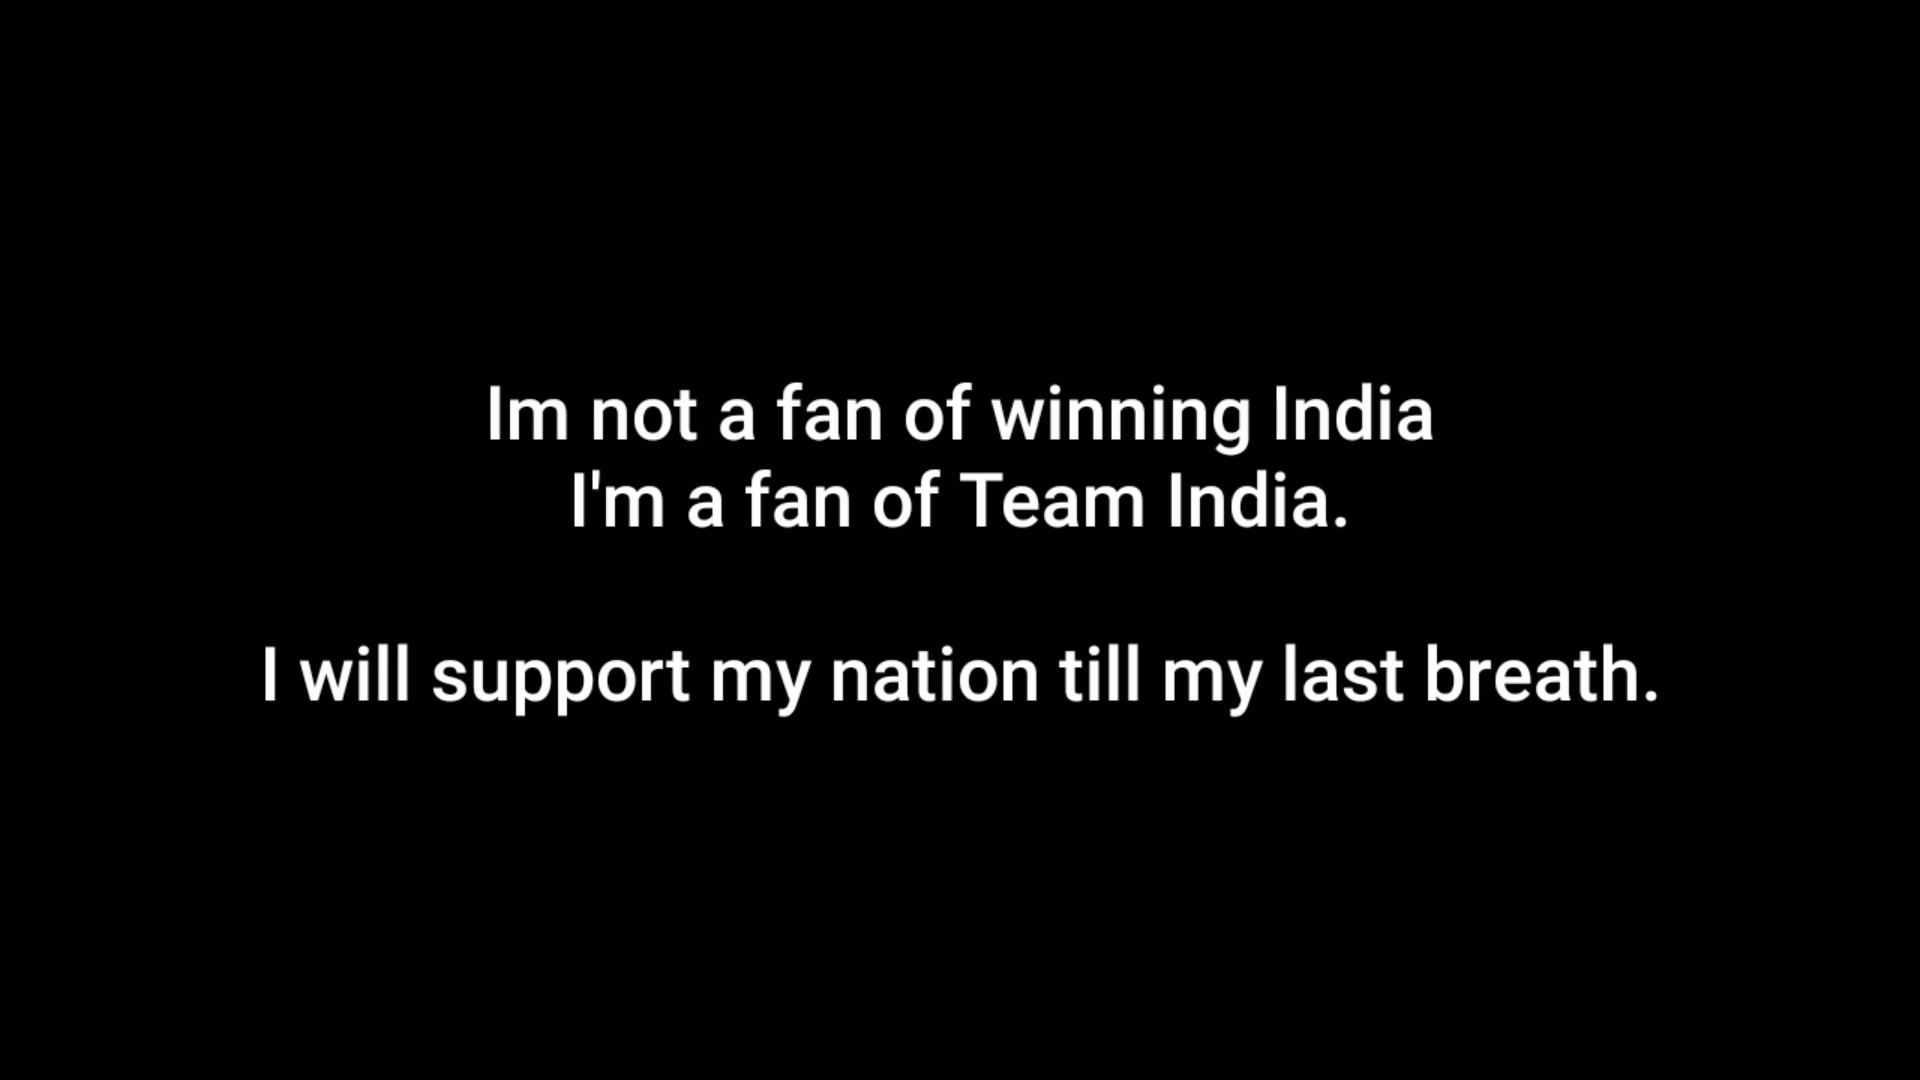 Im not a fan of winning India
I'm a fan of Team India.
I will support my nation till my last breath.